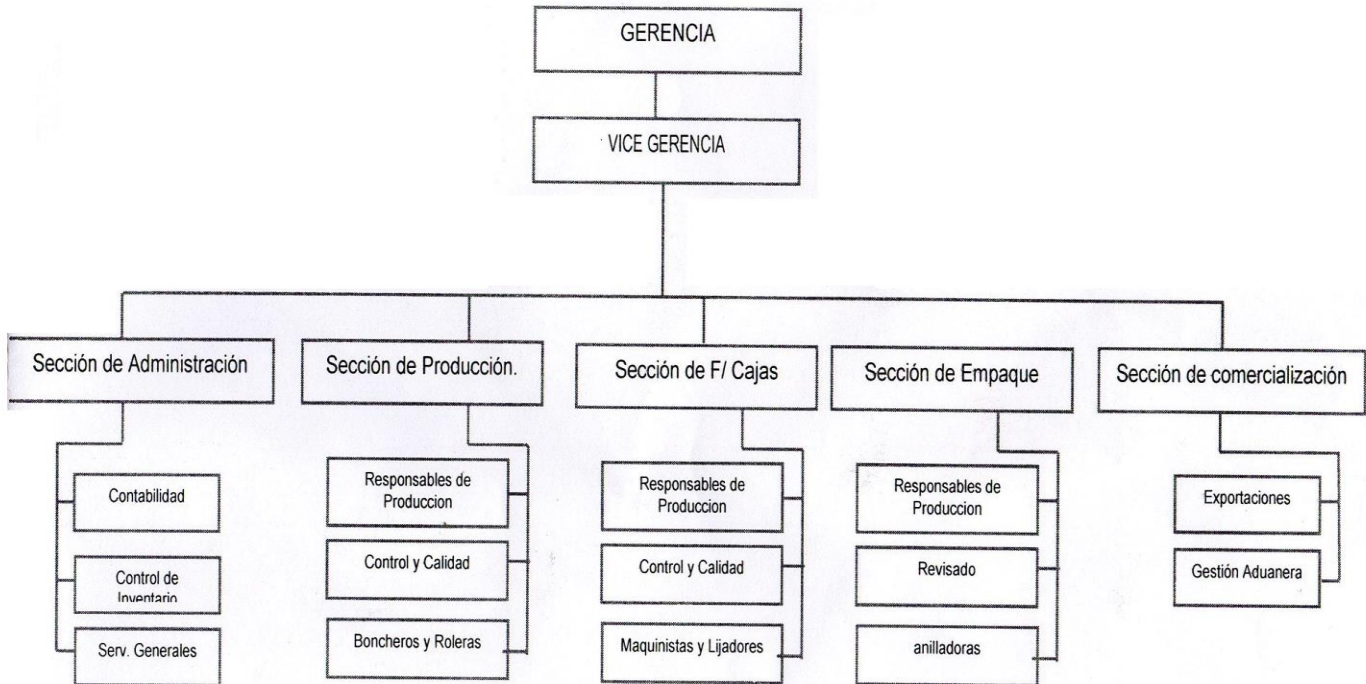 GERENCIA
VICE GERENCIA
Sección de Administración
Sección de Producción.
Sección de F/ Cajas
Sección de Empaque
Sección de comercialización
Contabilidad
Control de
Inventario
Serv. Generales
Responsables de
Produccion
Control y Calidad
Boncheros y Roleras
Responsables de
Produccion
Control y Calidad
Maquinistas y Lijadores
Responsables de
Produccion
Revisado
anilladoras
Exportaciones
Gestión Aduanera